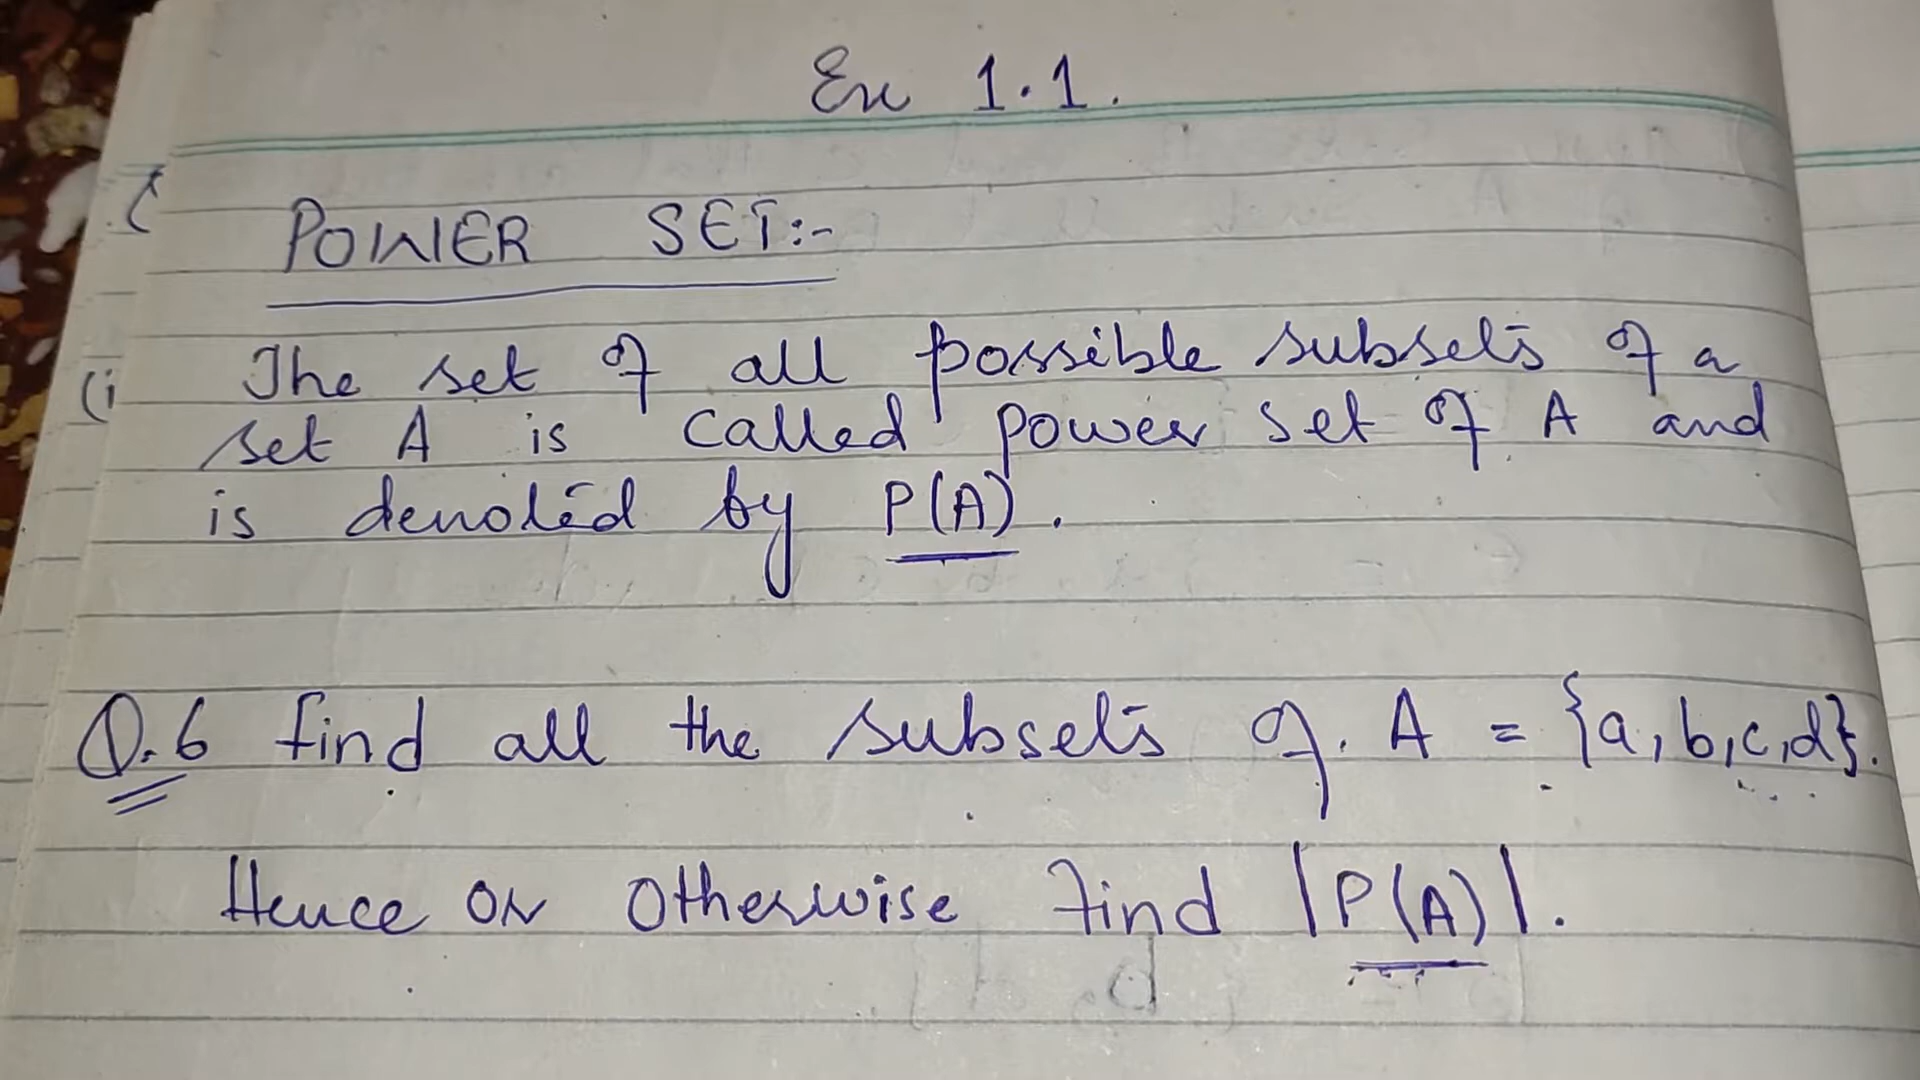 Ex 1.1.
POWER SET:-
(i
The set of all possible subsets of a
set A is called power set of A and
is denoted by P(A).
Q.6 find all the subsets of. A = {a, b, c, d}.
Hence or otherwise find |P(A)|.